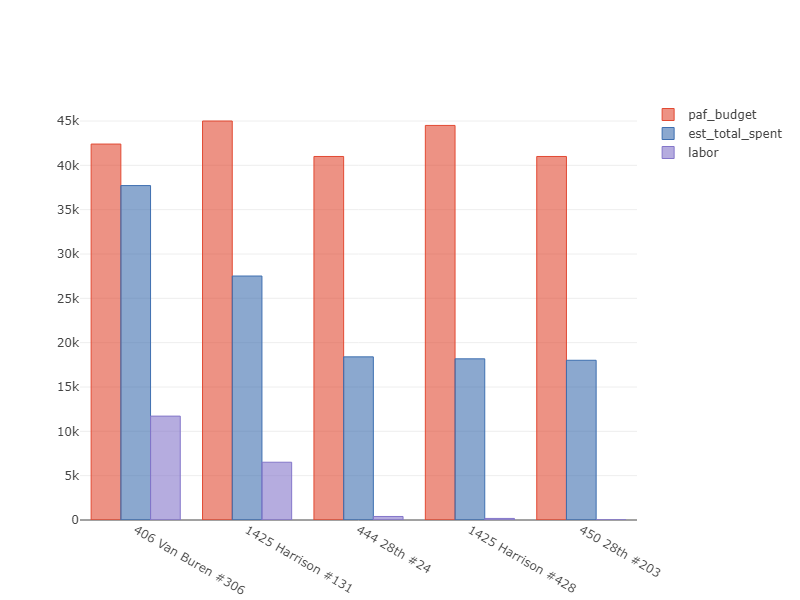 45k
40k
35k
30k
25k
20k
15k
10k
5k
0
406 Van Buren #306
1425 Harrison #131
444 28th #24
1425 Harrison #428
450 28th #203
paf_budget
est_total_spent
labor